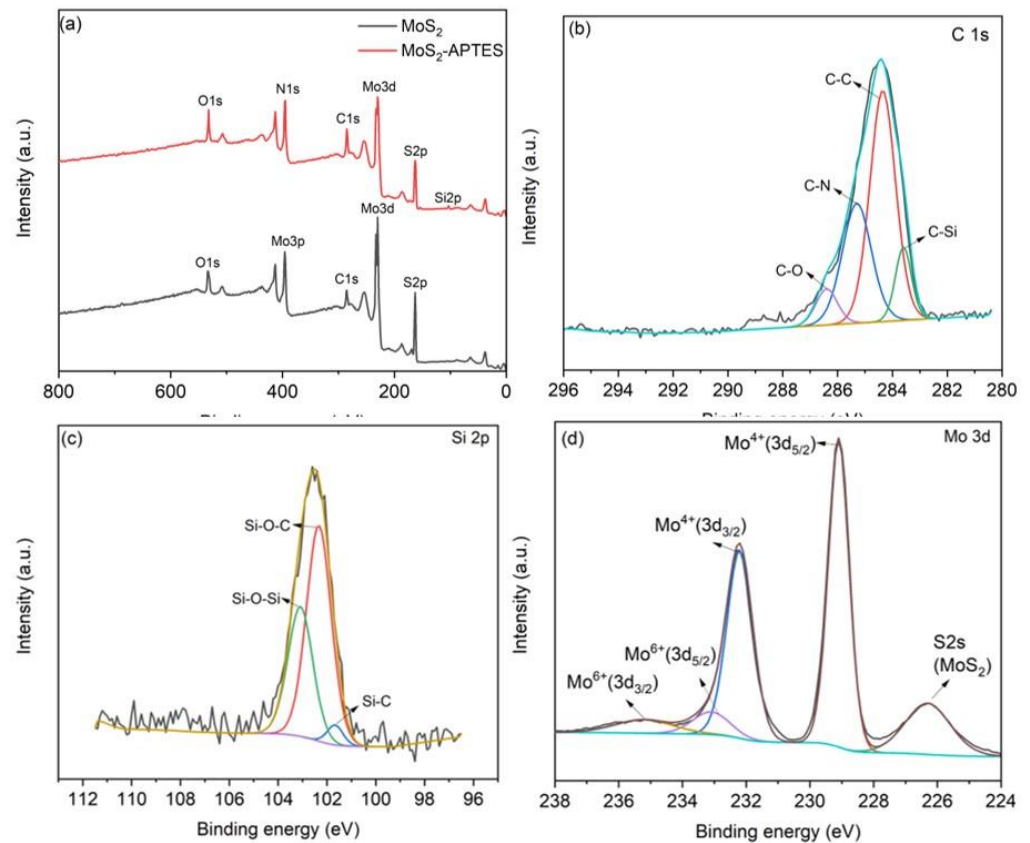 (a)
MoS₂
MoS₂-APTES
O1s
N1s
C1s
Mo3d
S2p
Si2p
O1s
Mo3p
C1s
Mo3d
S2p
Intensity (a.u.)
800 600 400 200 0
(b)
C 1s
C-C
C-N
C-O
C-Si
Intensity (a.u.)
296 294 292 290 288 286 284 282 280
Binding energy (eV)
(c)
Si 2p
Si-O-C
Si-O-Si
Si-C
Intensity (a.u.)
112 110 108 106 104 102 100 98 96
Binding energy (eV)
(d)
Mo 3d
Mo⁴⁺(3d₅/₂)
Mo⁴⁺(3d₃/₂)
Mo⁶⁺(3d₅/₂)
Mo⁶⁺(3d₃/₂)
S2s
(MoS₂)
Intensity (a.u.)
238 236 234 232 230 228 226 224
Binding energy (eV)